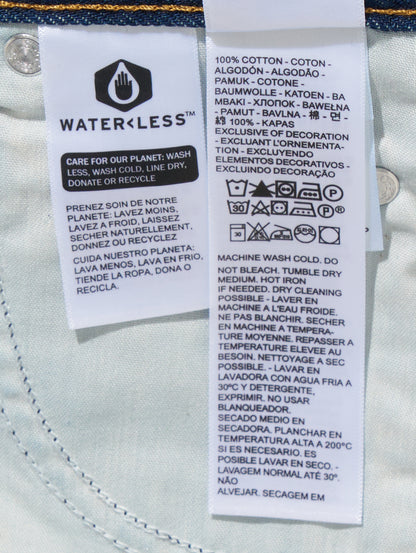 WATER<LESS™
CARE FOR OUR PLANET: WASH
LESS, WASH COLD, LINE DRY,
DONATE OR RECYCLE
PRENEZ SOIN DE NOTRE
PLANETE: LAVEZ MOINS,
LAVEZ A FROID, LAISSEZ
SECHER NATURELLEMENT,
DONNEZ OU RECYCLEZ
CUIDA NUESTRO PLANETA:
LAVA MENOS, LAVA EN FRIO,
TIENDE LA ROPA, DONA O
RECICLA.
100% COTTON - COTON -
ALGODÓN - ALGODÃO -
PAMUK - COTONE -
BAUMWOLLE - KATOEN - BA
MBAKI - ХЛОПОК - BAWEŁNA
- PAMUT - BAVLNA - 棉 - 면 -
綿 100% - KAPAS
EXCLUSIVE OF DECORATION
- EXCLUANT L'ORNEMENTA-
TION - EXCLUYENDO
ELEMENTOS DECORATIVOS -
EXCLUINDO DECORAÇÃO
30
MACHINE WASH COLD. DO
NOT BLEACH. TUMBLE DRY
MEDIUM. HOT IRON
IF NEEDED. DRY CLEANING
POSSIBLE - LAVER EN
MACHINE A L'EAU FROIDE.
NE PAS BLANCHIR. SECHER
EN MACHINE A TEMPERA-
TURE MOYENNE. REPASSER A
TEMPERATURE ELEVEE AU
BESOIN. NETTOYAGE A SEC
POSSIBLE - LAVAR EN
LAVADORA CON AGUA FRIA A
30ºC Y DETERGENTE,
EXPRIMIR. NO USAR
BLANQUEADOR.
SECADO MEDIO EN
SECADORA. PLANCHAR EN
TEMPERATURA ALTA A 200ºC
SI ES NECESARIO. ES
POSIBLE LAVAR EN SECO. -
LAVAGEM NORMAL ATÉ 30º.
NÃO
ALVEJAR. SECAGEM EM